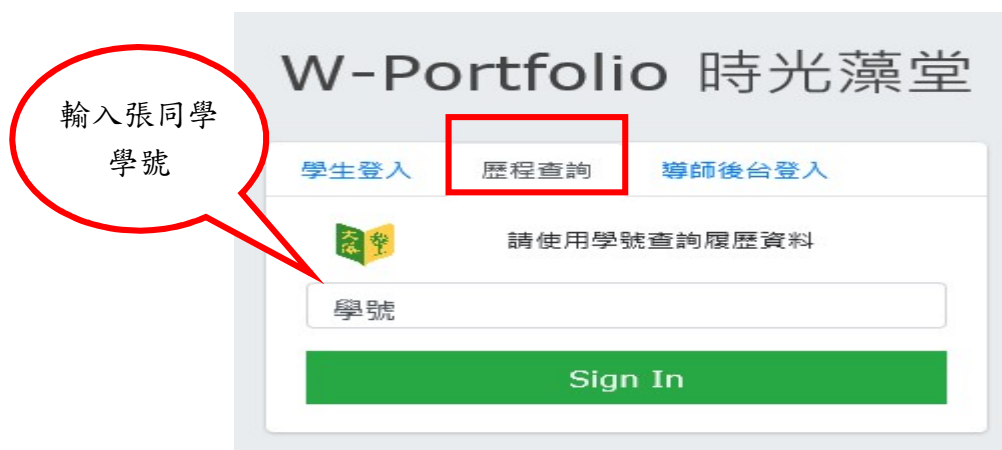 W-Portfolio 時光藻堂
輸入張同學
學號
學生登入 歷程查詢 導師後台登入
請使用學號查詢履歷資料
學號
Sign In